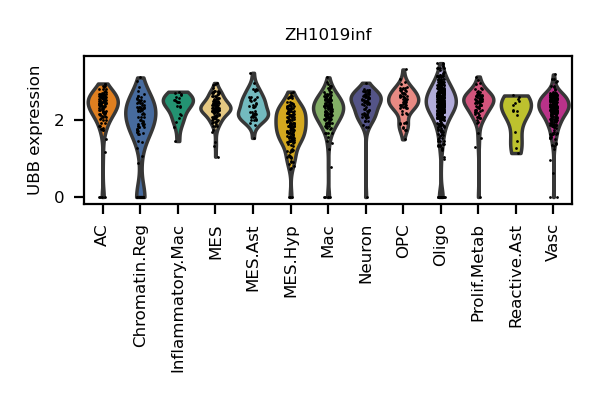 ZH1019inf
UBB expression
2
0
AC
Chromatin.Reg
Inflammatory.Mac
MES
MES.Ast
MES.Hyp
Mac
Neuron
OPC
Oligo
Prolif.Metab
Reactive.Ast
Vasc